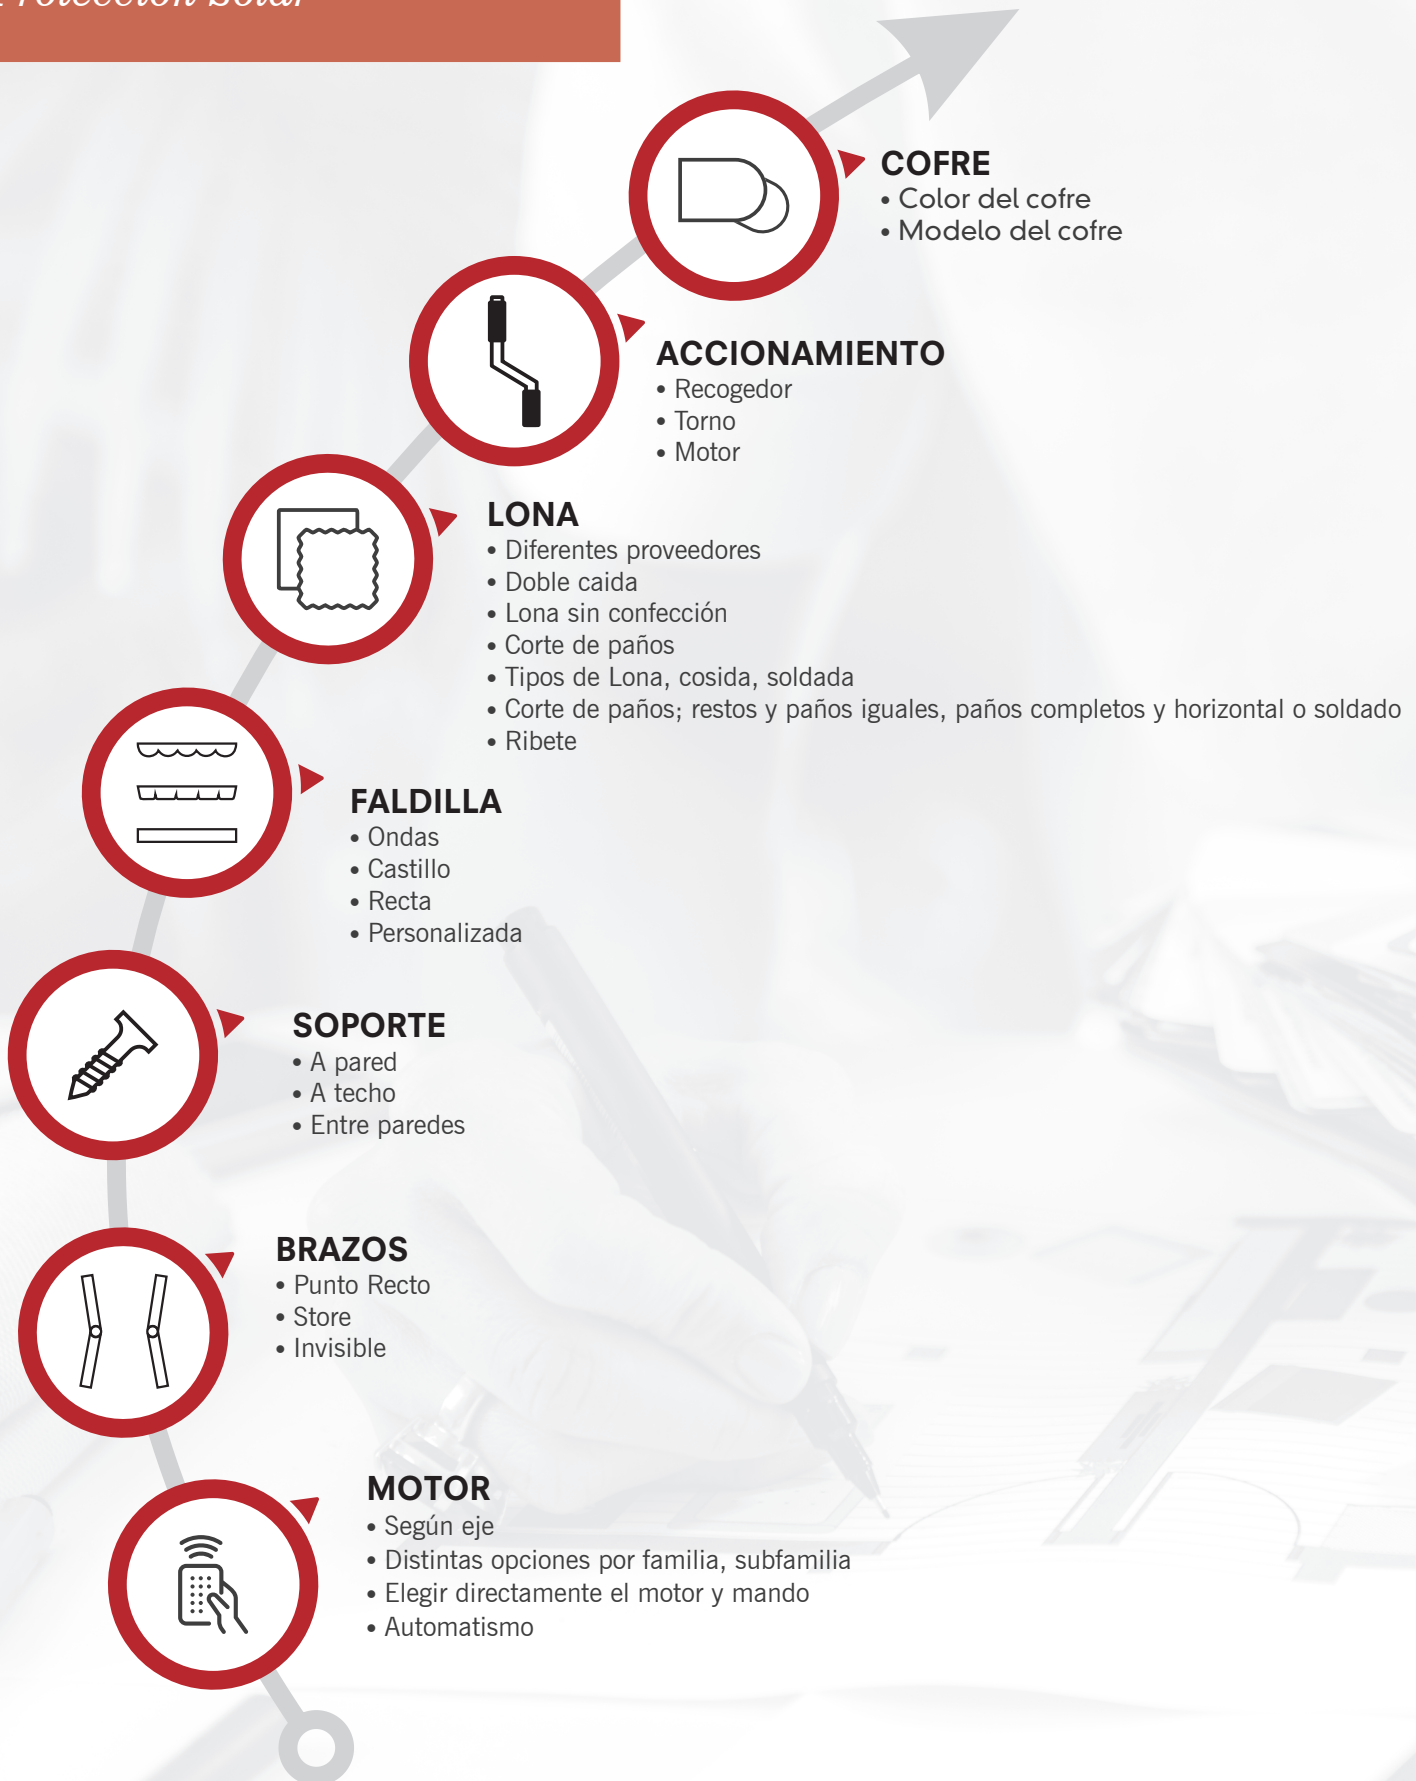 Protección Solar
COFRE
• Color del cofre
• Modelo del cofre
ACCIONAMIENTO
• Recogedor
• Torno
• Motor
LONA
• Diferentes proveedores
• Doble caida
• Lona sin confección
• Corte de paños
• Tipos de Lona, cosida, soldada
• Corte de paños; restos y paños iguales, paños completos y horizontal o soldado
• Ribete
FALDILLA
• Ondas
• Castillo
• Recta
• Personalizada
SOPORTE
• A pared
• A techo
• Entre paredes
BRAZOS
• Punto Recto
• Store
• Invisible
MOTOR
• Según eje
• Distintas opciones por familia, subfamilia
• Elegir directamente el motor y mando
• Automatismo